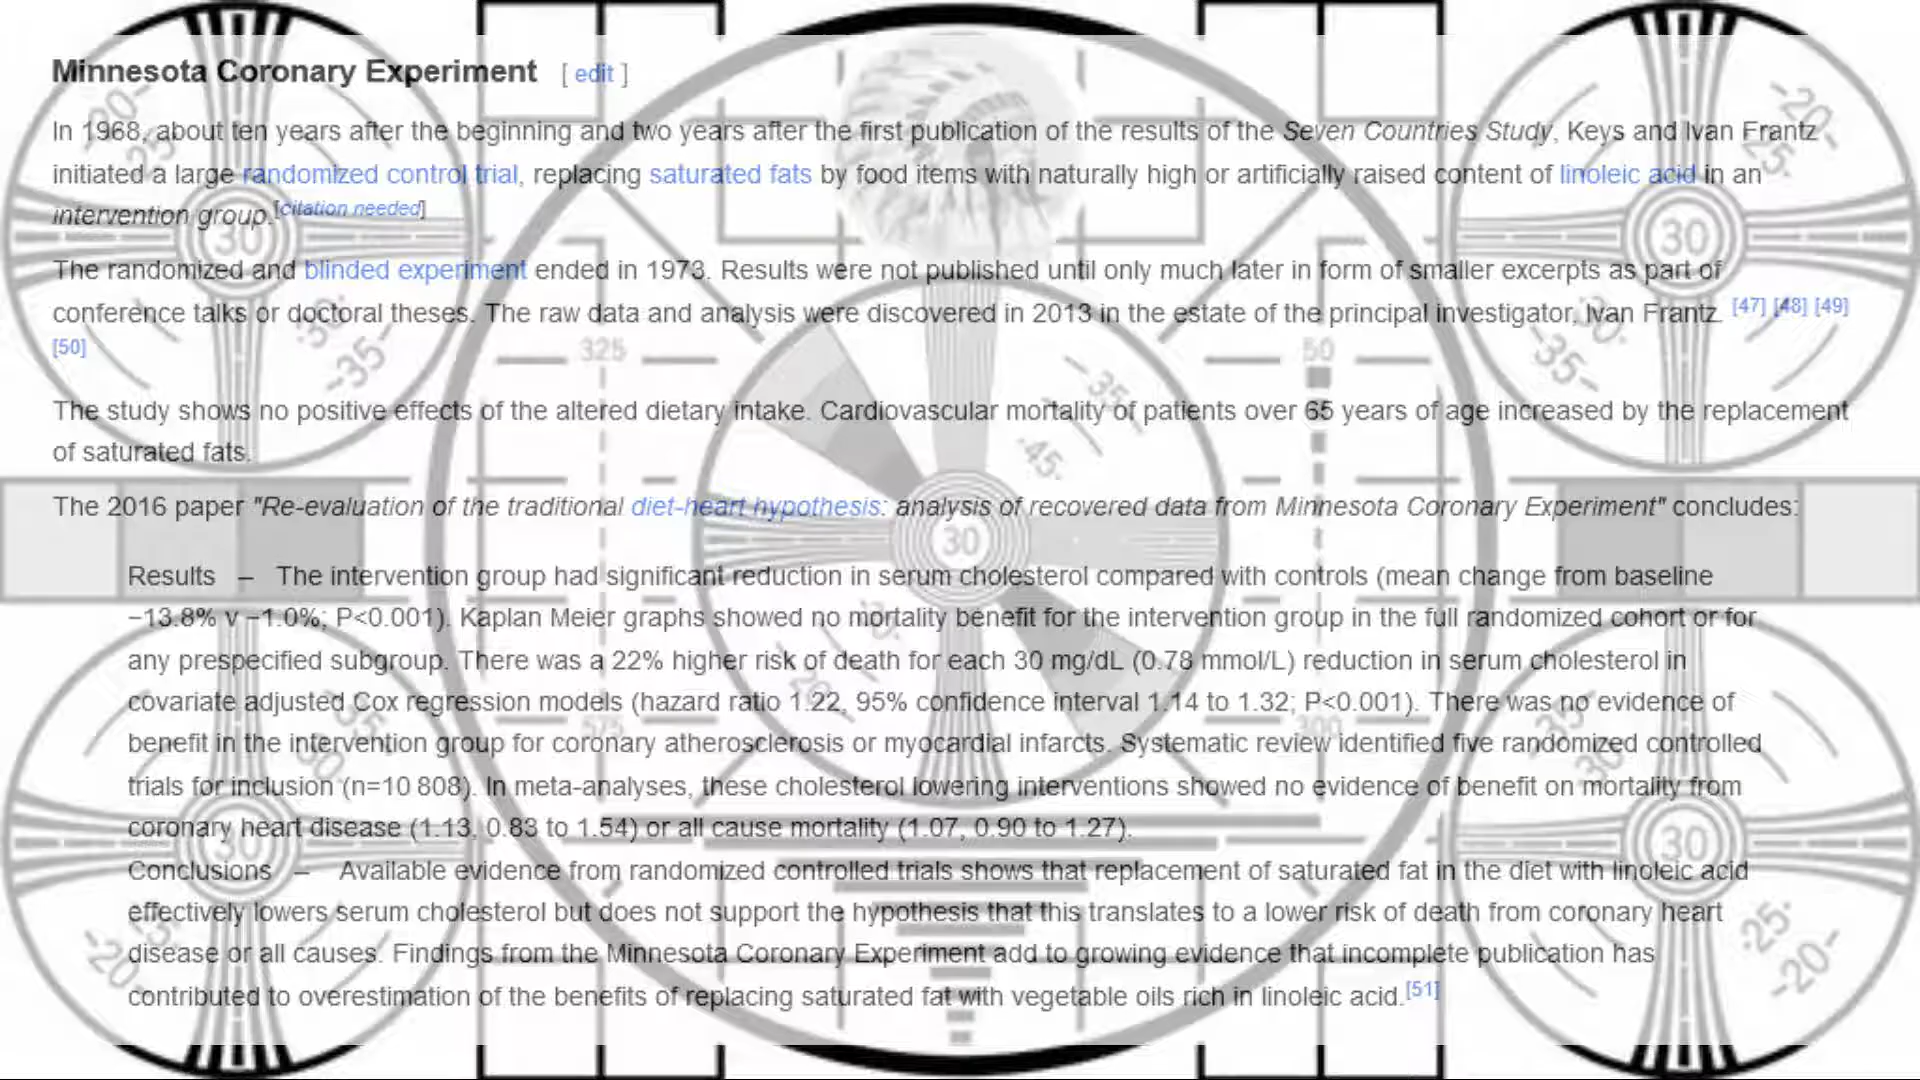 Minnesota Coronary Experiment [ edit ]
In 1968, about ten years after the beginning and two years after the first publication of the results of the Seven Countries Study, Keys and Ivan Frantz
initiated a large randomized control trial, replacing saturated fats by food items with naturally high or artificially raised content of linoleic acid in an
intervention group.[citation needed]
The randomized and blinded experiment ended in 1973. Results were not published until only much later in form of smaller excerpts as part of
conference talks or doctoral theses. The raw data and analysis were discovered in 2013 in the estate of the principal investigator, Ivan Frantz. [47] [48] [49]
[50]
The study shows no positive effects of the altered dietary intake. Cardiovascular mortality of patients over 65 years of age increased by the replacement
of saturated fats.
The 2016 paper "Re-evaluation of the traditional diet-heart hypothesis: analysis of recovered data from Minnesota Coronary Experiment" concludes:
Results – The intervention group had significant reduction in serum cholesterol compared with controls (mean change from baseline
−13.8% v −1.0%; P<0.001). Kaplan Meier graphs showed no mortality benefit for the intervention group in the full randomized cohort or for
any prespecified subgroup. There was a 22% higher risk of death for each 30 mg/dL (0.78 mmol/L) reduction in serum cholesterol in
covariate adjusted Cox regression models (hazard ratio 1.22, 95% confidence interval 1.14 to 1.32; P<0.001). There was no evidence of
benefit in the intervention group for coronary atherosclerosis or myocardial infarcts. Systematic review identified five randomized controlled
trials for inclusion (n=10 808). In meta-analyses, these cholesterol lowering interventions showed no evidence of benefit on mortality from
coronary heart disease (1.13, 0.83 to 1.54) or all cause mortality (1.07, 0.90 to 1.27).
Conclusions – Available evidence from randomized controlled trials shows that replacement of saturated fat in the diet with linoleic acid
effectively lowers serum cholesterol but does not support the hypothesis that this translates to a lower risk of death from coronary heart
disease or all causes. Findings from the Minnesota Coronary Experiment add to growing evidence that incomplete publication has
contributed to overestimation of the benefits of replacing saturated fat with vegetable oils rich in linoleic acid.[51]
-20-
25.
30
30
30.
-35-
-35-
325
50
-35-
.45.
30
575
300
30
30
-20-
.25.
-20-